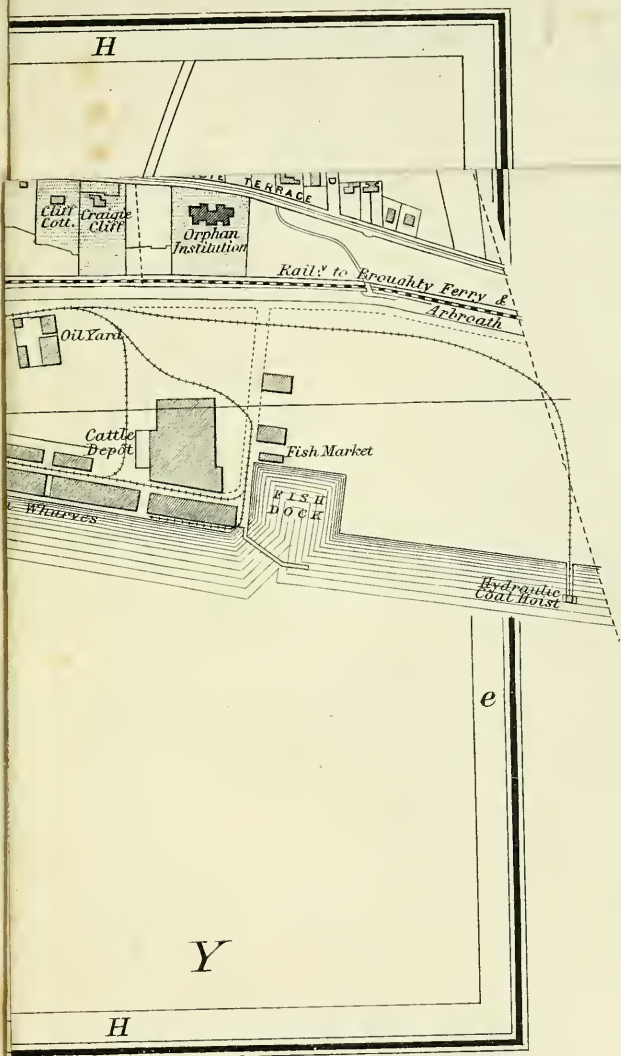 H
TERRACE
Cliff
Cott.
Craigie
Cliff
Orphan
Institution
Rail.y to Broughty Ferry &
Arbroath
Oil Yard
Cattle
Depôt
Fish Market
FISH
DOCK
Wharves
Hydraulic
Coal Hoist
e
Y
H